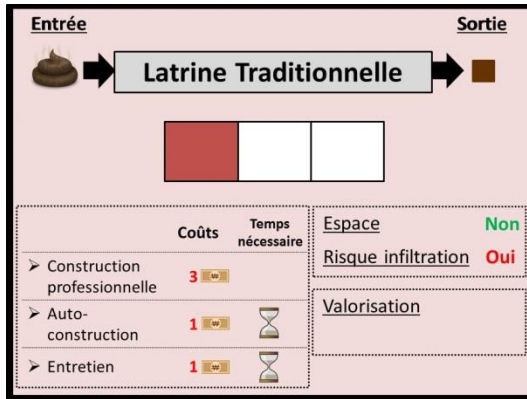 Entrée
Sortie
Latrine Traditionnelle
Coûts
Temps
nécessaire
➢ Construction
professionnelle
3
➢ Auto-
construction
1
➢ Entretien
1
Espace Non
Risque infiltration Oui
Valorisation